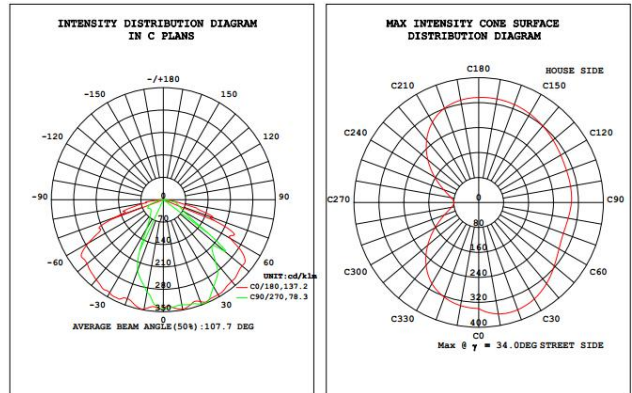 INTENSITY DISTRIBUTION DIAGRAM
IN C PLANS
-/+180
-150
150
-120
120
-90
90
-60
60
-30
30
0
0
70
140
210
280
350
UNIT:cd/klm
C0/180,137.2
C90/270,78.3
AVERAGE BEAM ANGLE(50%):107.7 DEG
MAX INTENSITY CONE SURFACE
DISTRIBUTION DIAGRAM
C180
HOUSE SIDE
C210
C150
C240
C120
C270
C90
C300
C60
C330
C30
C0
0
80
160
240
320
400
Max @ γ = 34.0DEG STREET SIDE